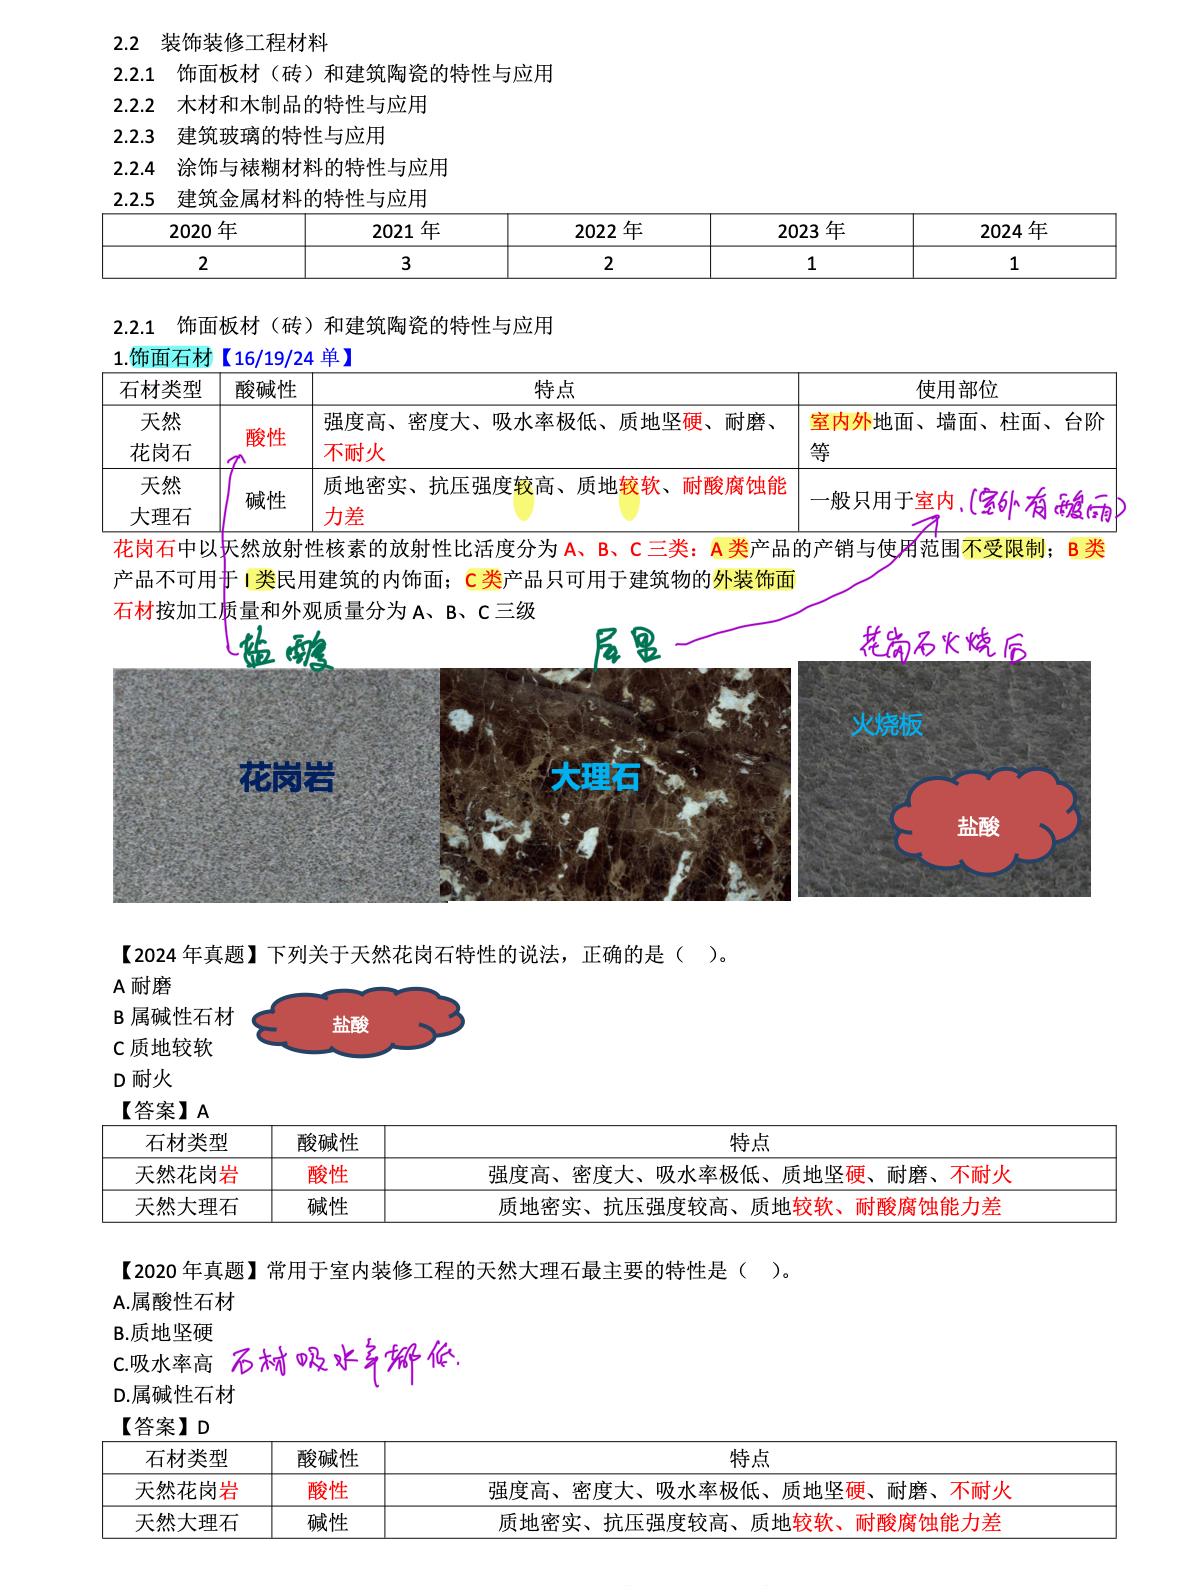 2.2 装饰装修工程材料
2.2.1 饰面板材（砖）和建筑陶瓷的特性与应用
2.2.2 木材和木制品的特性与应用
2.2.3 建筑玻璃的特性与应用
2.2.4 涂饰与裱糊材料的特性与应用
2.2.5 建筑金属材料的特性与应用
2020 年 2021 年 2022 年 2023 年 2024 年
2 3 2 1 1
2.2.1 饰面板材（砖）和建筑陶瓷的特性与应用
1.饰面石材【16/19/24 单】
石材类型 酸碱性 特点 使用部位
天然花岗石 酸性 强度高、密度大、吸水率极低、质地坚硬、耐磨、不耐火 室内外地面、墙面、柱面、台阶等
天然大理石 碱性 质地密实、抗压强度较高、质地较软、耐酸腐蚀能力差 一般只用于室内.(室外有酸雨)
花岗石中以天然放射性核素的放射性比活度分为 A、B、C 三类：A 类产品的产销与使用范围不受限制；B 类
产品不可用于 I 类民用建筑的内饰面；C 类产品只可用于建筑物的外装饰面
石材按加工质量和外观质量分为 A、B、C 三级
盐酸 层里 花岗石火烧后
火烧板
花岗岩 大理石
盐酸
【2024 年真题】下列关于天然花岗石特性的说法，正确的是（ ）。
A 耐磨
B 属碱性石材
盐酸
C 质地较软
D 耐火
【答案】A
石材类型 酸碱性 特点
天然花岗岩 酸性 强度高、密度大、吸水率极低、质地坚硬、耐磨、不耐火
天然大理石 碱性 质地密实、抗压强度较高、质地较软、耐酸腐蚀能力差
【2020 年真题】常用于室内装修工程的天然大理石最主要的特性是（ ）。
A.属酸性石材
B.质地坚硬
C.吸水率高 石材吸水率都低.
D.属碱性石材
【答案】D
石材类型 酸碱性 特点
天然花岗岩 酸性 强度高、密度大、吸水率极低、质地坚硬、耐磨、不耐火
天然大理石 碱性 质地密实、抗压强度较高、质地较软、耐酸腐蚀能力差